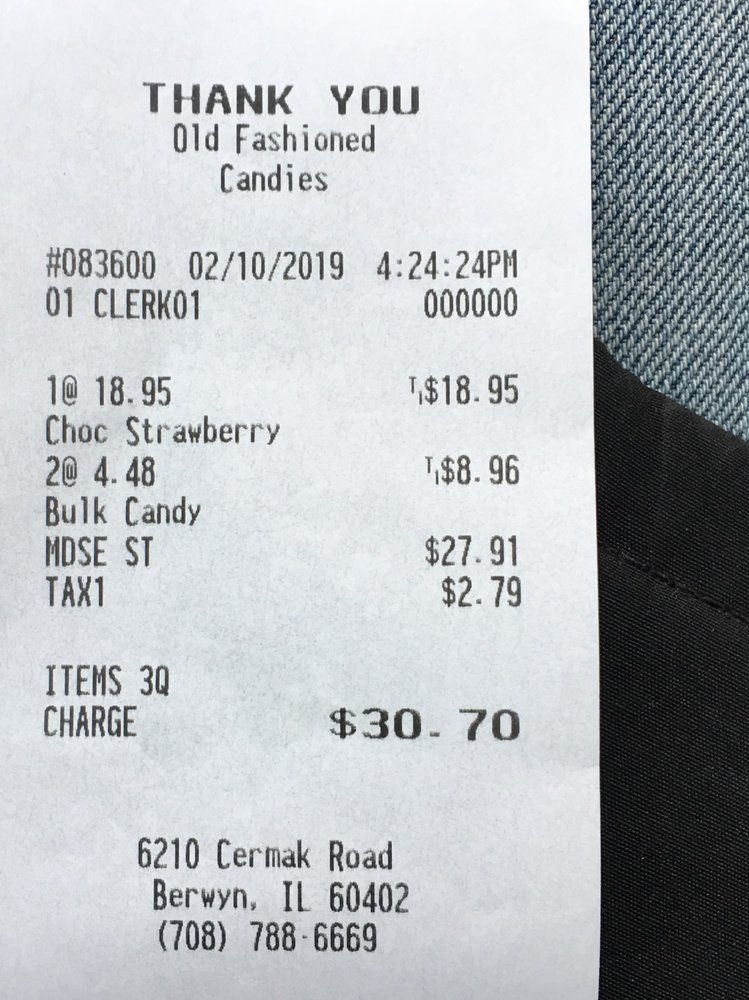 THANK YOU
Old Fashioned
Candies
#083600 02/10/2019 4:24:24PM
01 CLERK01 000000
1@ 18.95 T1$18.95
Choc Strawberry
2@ 4.48 T1$8.96
Bulk Candy
MDSE ST $27.91
TAX1 $2.79
ITEMS 3Q
CHARGE $30.70
6210 Cermak Road
Berwyn, IL 60402
(708) 788-6669